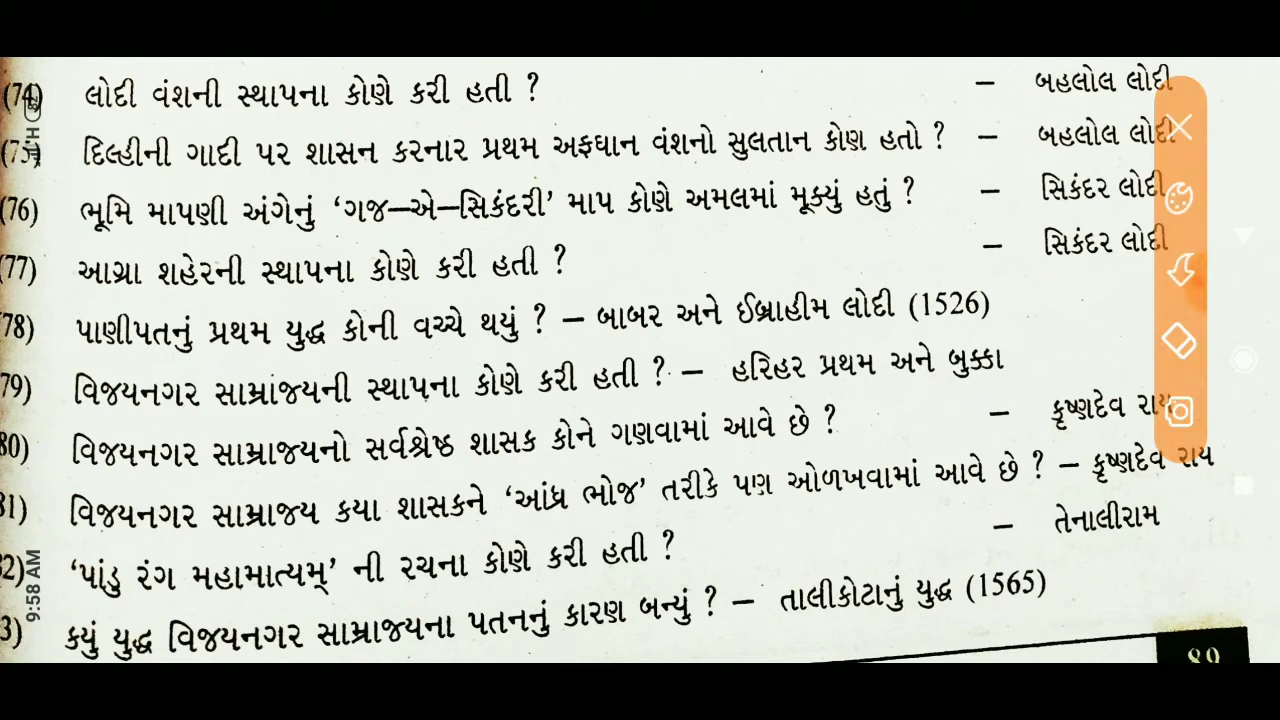 (74) લોદી વંશની સ્થાપના કોણે કરી હતી ? – બહલોલ લોદી
(75) દિલ્હીની ગાદી પર શાસન કરનાર પ્રથમ અફઘાન વંશનો સુલતાન કોણ હતો ? – બહલોલ લોદી
(76) ભૂમિ માપણી અંગેનું ‘ગજ–એ–સિકંદરી’ માપ કોણે અમલમાં મૂક્યું હતું ? – સિકંદર લોદી
(77) આગ્રા શહેરની સ્થાપના કોણે કરી હતી ? – સિકંદર લોદી
78) પાણીપતનું પ્રથમ યુદ્ધ કોની વચ્ચે થયું ? – બાબર અને ઈબ્રાહીમ લોદી (1526)
79) વિજયનગર સામ્રાંજ્યની સ્થાપના કોણે કરી હતી ? – હરિહર પ્રથમ અને બુક્કા
80) વિજયનગર સામ્રાજ્યનો સર્વશ્રેષ્ઠ શાસક કોને ગણવામાં આવે છે ? – કૃષ્ણદેવ રાય
81) વિજયનગર સામ્રાજ્ય કયા શાસકને ‘આંધ્ર ભોજ’ તરીકે પણ ઓળખવામાં આવે છે ? – કૃષ્ણદેવ રાય
2) ‘પાંડુ રંગ મહામાત્યમ્’ ની રચના કોણે કરી હતી ? – તેનાલીરામ
3) કયું યુદ્ધ વિજયનગર સામ્રાજ્યના પતનનું કારણ બન્યું ? – તાલીકોટાનું યુદ્ધ (1565)
89
9:58 AM